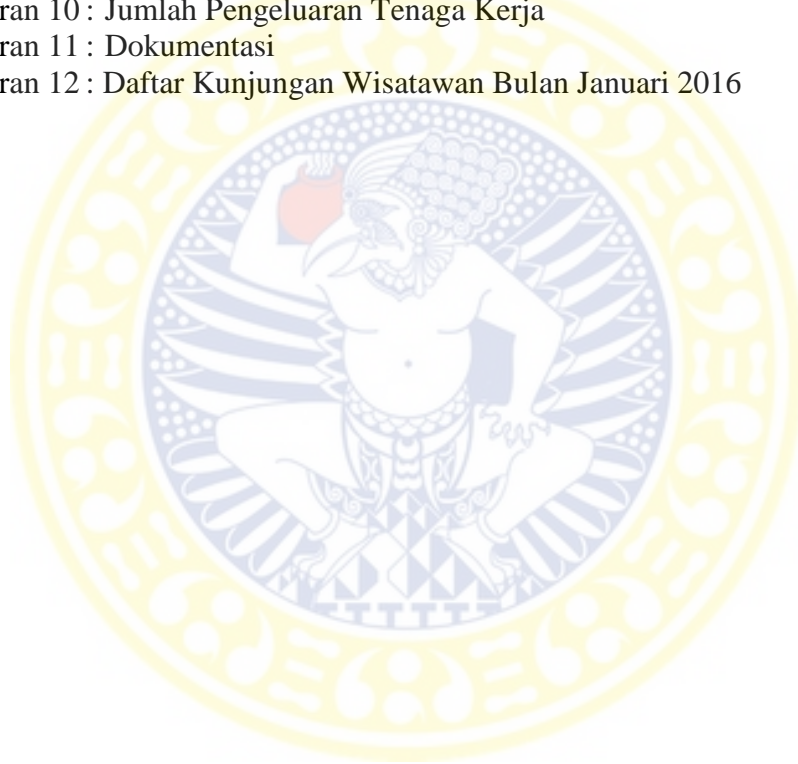 ran 10 : Jumlah Pengeluaran Tenaga Kerja
ran 11 : Dokumentasi
ran 12 : Daftar Kunjungan Wisatawan Bulan Januari 2016